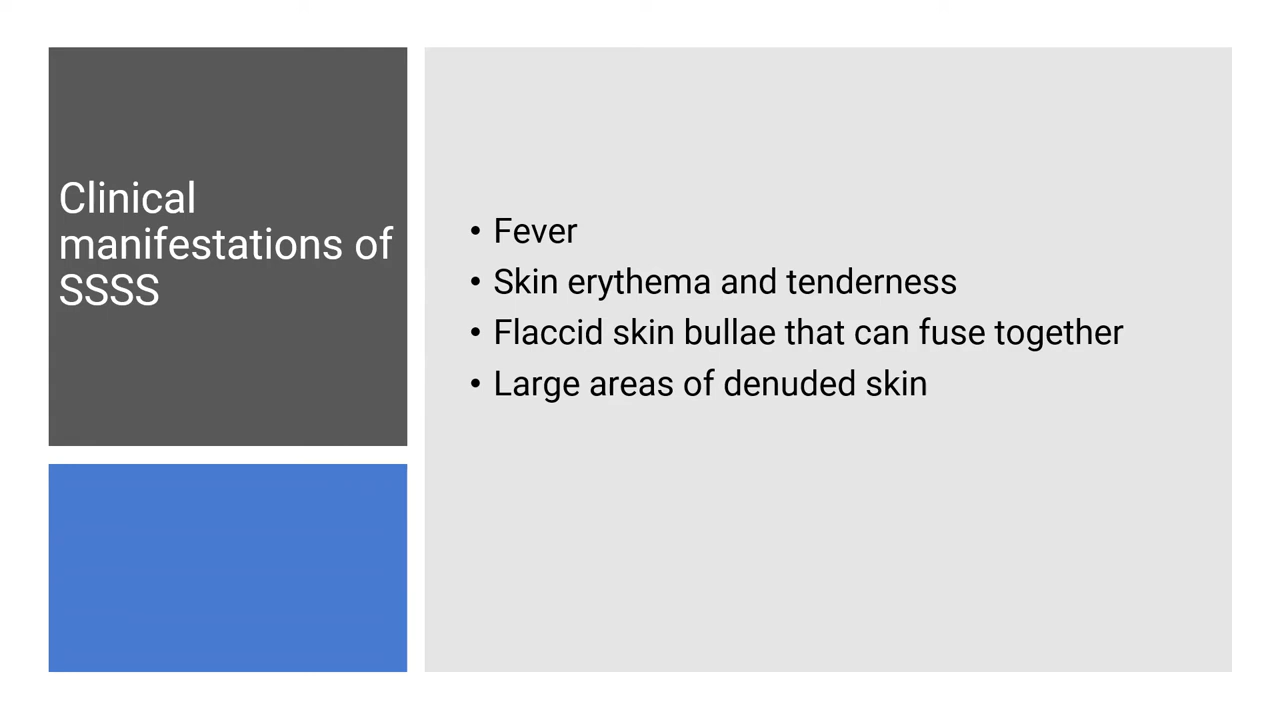 Clinical
manifestations of
SSSS
• Fever
• Skin erythema and tenderness
• Flaccid skin bullae that can fuse together
• Large areas of denuded skin